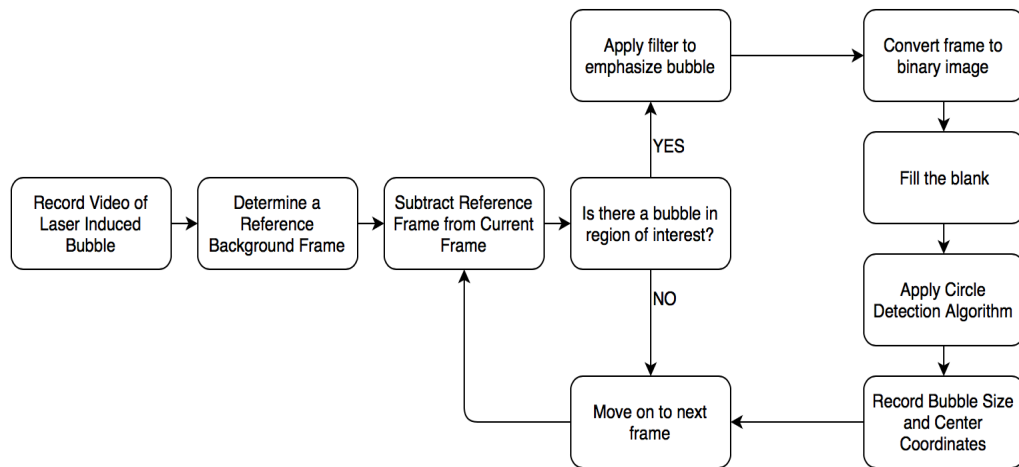 Record Video of
Laser Induced
Bubble
Determine a
Reference
Background Frame
Subtract Reference
Frame from Current
Frame
Is there a bubble in
region of interest?
YES
Apply filter to
emphasize bubble
Convert frame to
binary image
Fill the blank
Apply Circle
Detection Algorithm
Record Bubble Size
and Center
Coordinates
NO
Move on to next
frame